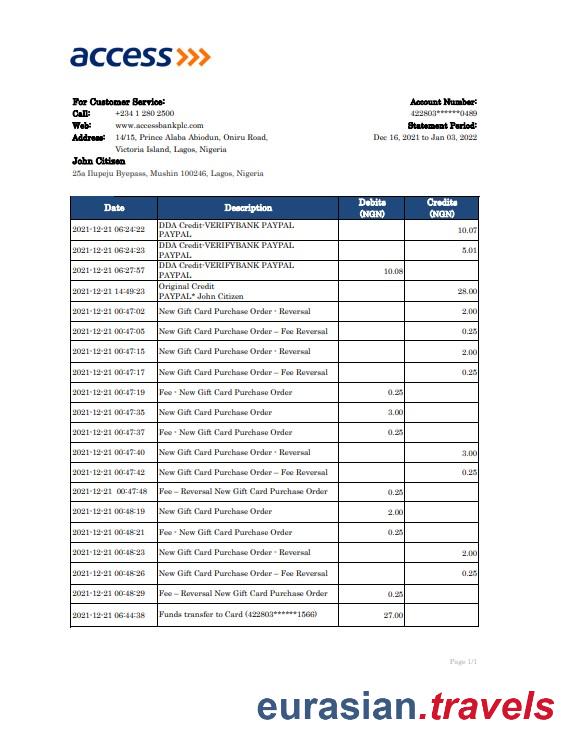 access
For Customer Service:
Account Number:
Call: +234 1 280 2500
422803******0489
Web: www.accessbankplc.com
Statement Period:
Address: 14/15, Prince Alaba Abiodun, Oniru Road,
Dec 16, 2021 to Jan 03, 2022
Victoria Island, Lagos, Nigeria
John Citizen
25a Ilupeju Byepass, Mushin 100246, Lagos, Nigeria
Date Description Debits (NGN) Credits (NGN)
2021-12-21 06:24:22 DDA Credit-VERIFYBANK PAYPAL PAYPAL 10.07
2021-12-21 06:24:23 DDA Credit-VERIFYBANK PAYPAL PAYPAL 5.01
2021-12-21 06:27:57 DDA Credit-VERIFYBANK PAYPAL PAYPAL 10.08
2021-12-21 14:49:23 Original Credit PAYPAL* John Citizen 28.00
2021-12-21 00:47:02 New Gift Card Purchase Order - Reversal 2.00
2021-12-21 00:47:05 New Gift Card Purchase Order – Fee Reversal 0.25
2021-12-21 00:47:15 New Gift Card Purchase Order - Reversal 2.00
2021-12-21 00:47:17 New Gift Card Purchase Order – Fee Reversal 0.25
2021-12-21 00:47:19 Fee - New Gift Card Purchase Order 0.25
2021-12-21 00:47:35 New Gift Card Purchase Order 3.00
2021-12-21 00:47:37 Fee - New Gift Card Purchase Order 0.25
2021-12-21 00:47:40 New Gift Card Purchase Order - Reversal 3.00
2021-12-21 00:47:42 New Gift Card Purchase Order – Fee Reversal 0.25
2021-12-21 00:47:48 Fee – Reversal New Gift Card Purchase Order 0.25
2021-12-21 00:48:19 New Gift Card Purchase Order 2.00
2021-12-21 00:48:21 Fee - New Gift Card Purchase Order 0.25
2021-12-21 00:48:23 New Gift Card Purchase Order - Reversal 2.00
2021-12-21 00:48:26 New Gift Card Purchase Order – Fee Reversal 0.25
2021-12-21 00:48:29 Fee – Reversal New Gift Card Purchase Order 0.25
2021-12-21 06:44:38 Funds transfer to Card (422803******1566) 27.00
Page 1/1
eurasian.travels